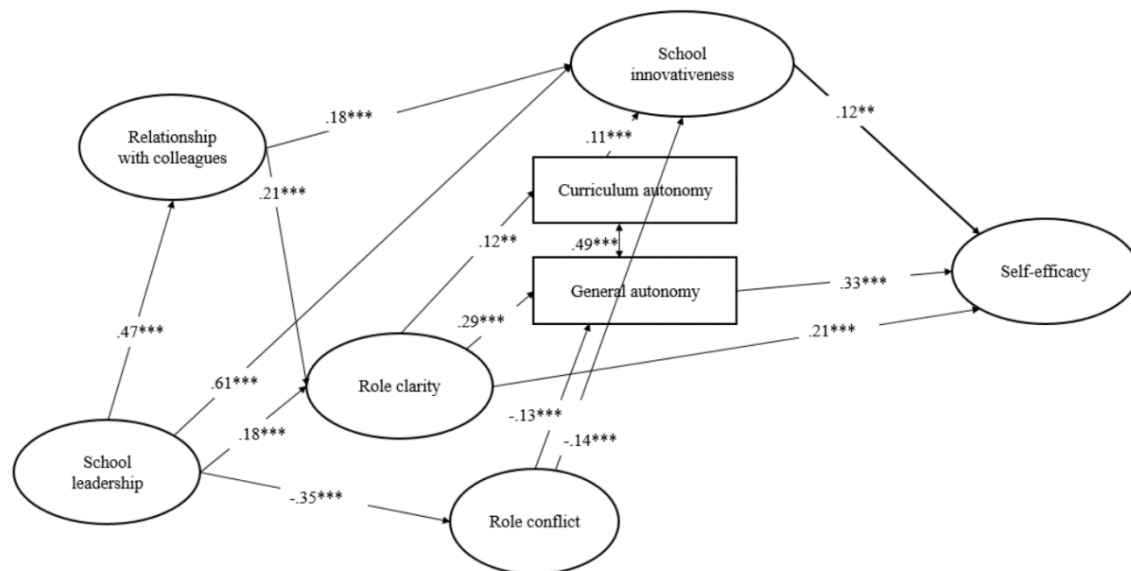 School
innovativeness
.12**
.18***
Relationship
with colleagues
.11***
.21***
Curriculum autonomy
.12**
.49***
Self-efficacy
General autonomy
.33***
.29***
.21***
.47***
.61***
Role clarity
.18***
-.13***
-.14***
School
leadership
-.35***
Role conflict